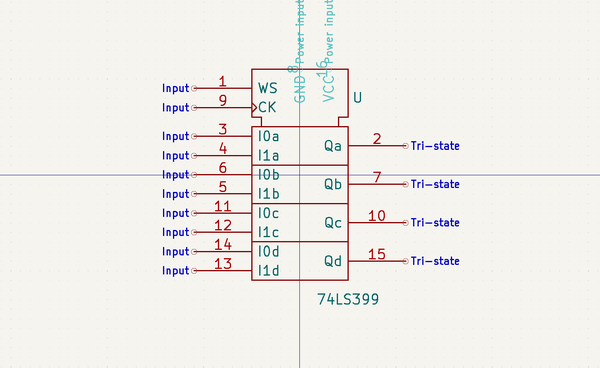 8 Power input
16 Power input
GND
VCC
U
Input 1 WS
Input 9 CK
Input 3 I0a
Input 4 I1a
Qa 2 Tri-state
Input 6 I0b
Input 5 I1b
Qb 7 Tri-state
Input 11 I0c
Input 12 I1c
Qc 10 Tri-state
Input 14 I0d
Input 13 I1d
Qd 15 Tri-state
74LS399